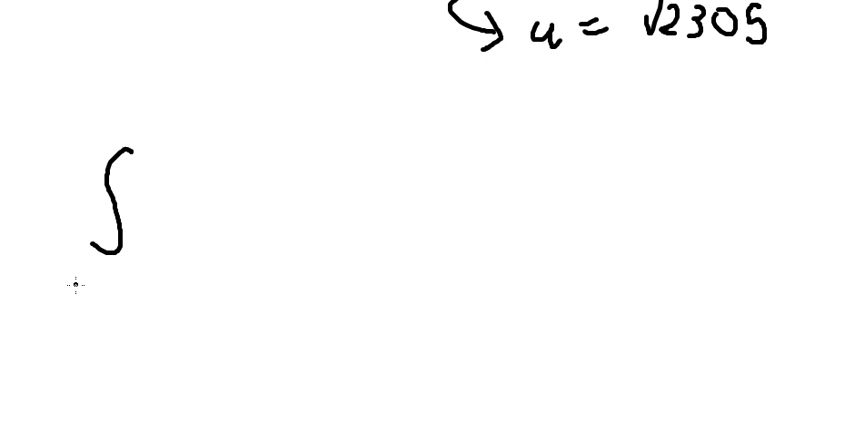 ↳ u = √2305
∫